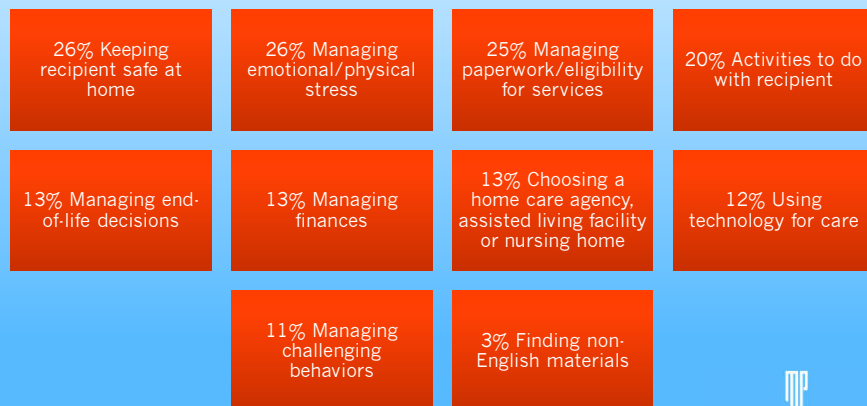 26% Keeping
recipient safe at
home
26% Managing
emotional/physical
stress
25% Managing
paperwork/eligibility
for services
20% Activities to do
with recipient
13% Managing end-
of-life decisions
13% Managing
finances
13% Choosing a
home care agency,
assisted living facility
or nursing home
12% Using
technology for care
11% Managing
challenging
behaviors
3% Finding non-
English materials